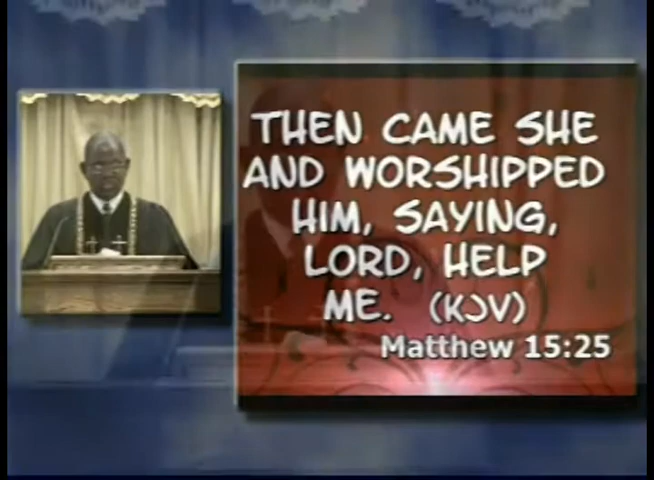 THEN CAME SHE
AND WORSHIPPED
HIM, SAYING,
LORD, HELP
ME. (KJV)
Matthew 15:25